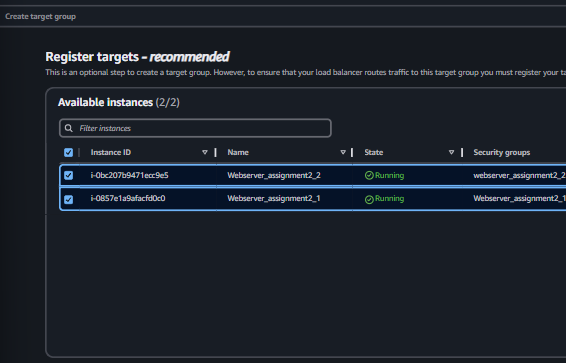 Create target group
Register targets - recommended
This is an optional step to create a target group. However, to ensure that your load balancer routes traffic to this target group you must register your
Available instances (2/2)
Filter instances
Instance ID Name State Security groups
i-0bc207b9471ecc9e5 Webserver_assignment2_2 Running webserver_assignment2_2
i-0857e1a9afacfd0c0 Webserver_assignment2_1 Running Webserver_assignment2_1